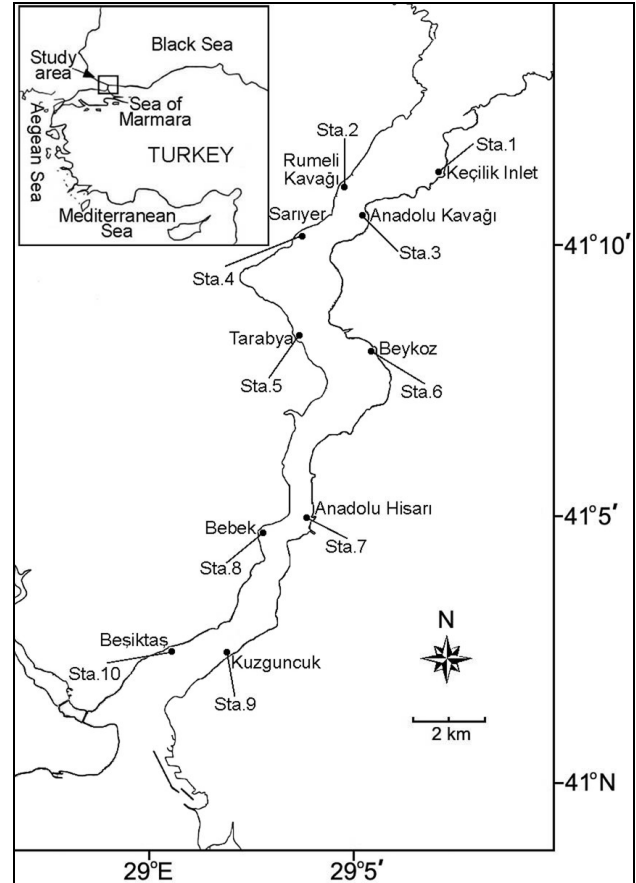 Black Sea
Study
area
Sea of
Marmara
Aegean Sea
TURKEY
Mediterranean
Sea
Sta.2
Sta.1
Rumeli
Kavağı
Keçilik Inlet
Sarıyer
Anadolu Kavağı
Sta.3
41°10′
Sta.4
Tarabya
Beykoz
Sta.5
Sta.6
Anadolu Hisarı
41°5′
Bebek
Sta.7
Sta.8
N
Beşiktaş
Kuzguncuk
Sta.10
Sta.9
2 km
41°N
29°E
29°5′